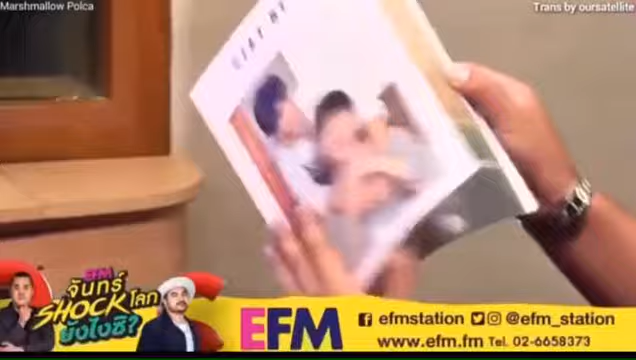 Marshmallow Polca
Trans by oursatellite
EFM
จันทร์
SHOCK โลก
ยังไงซิ?
EFM
efmstation @efm_station
www.efm.fm Tel. 02-6658373